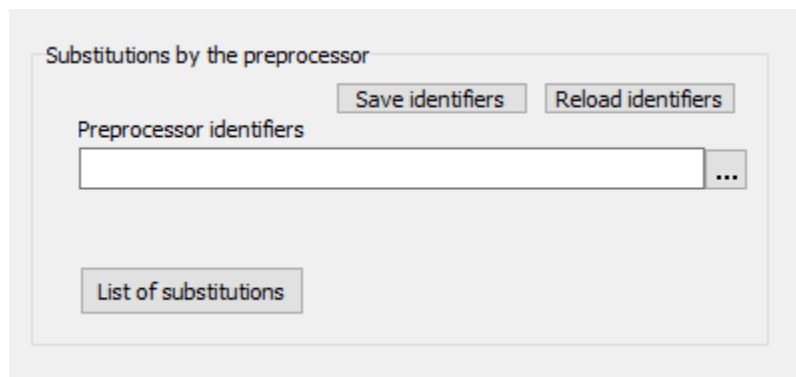 Substitutions by the preprocessor
Save identifiers
Reload identifiers
Preprocessor identifiers
...
List of substitutions